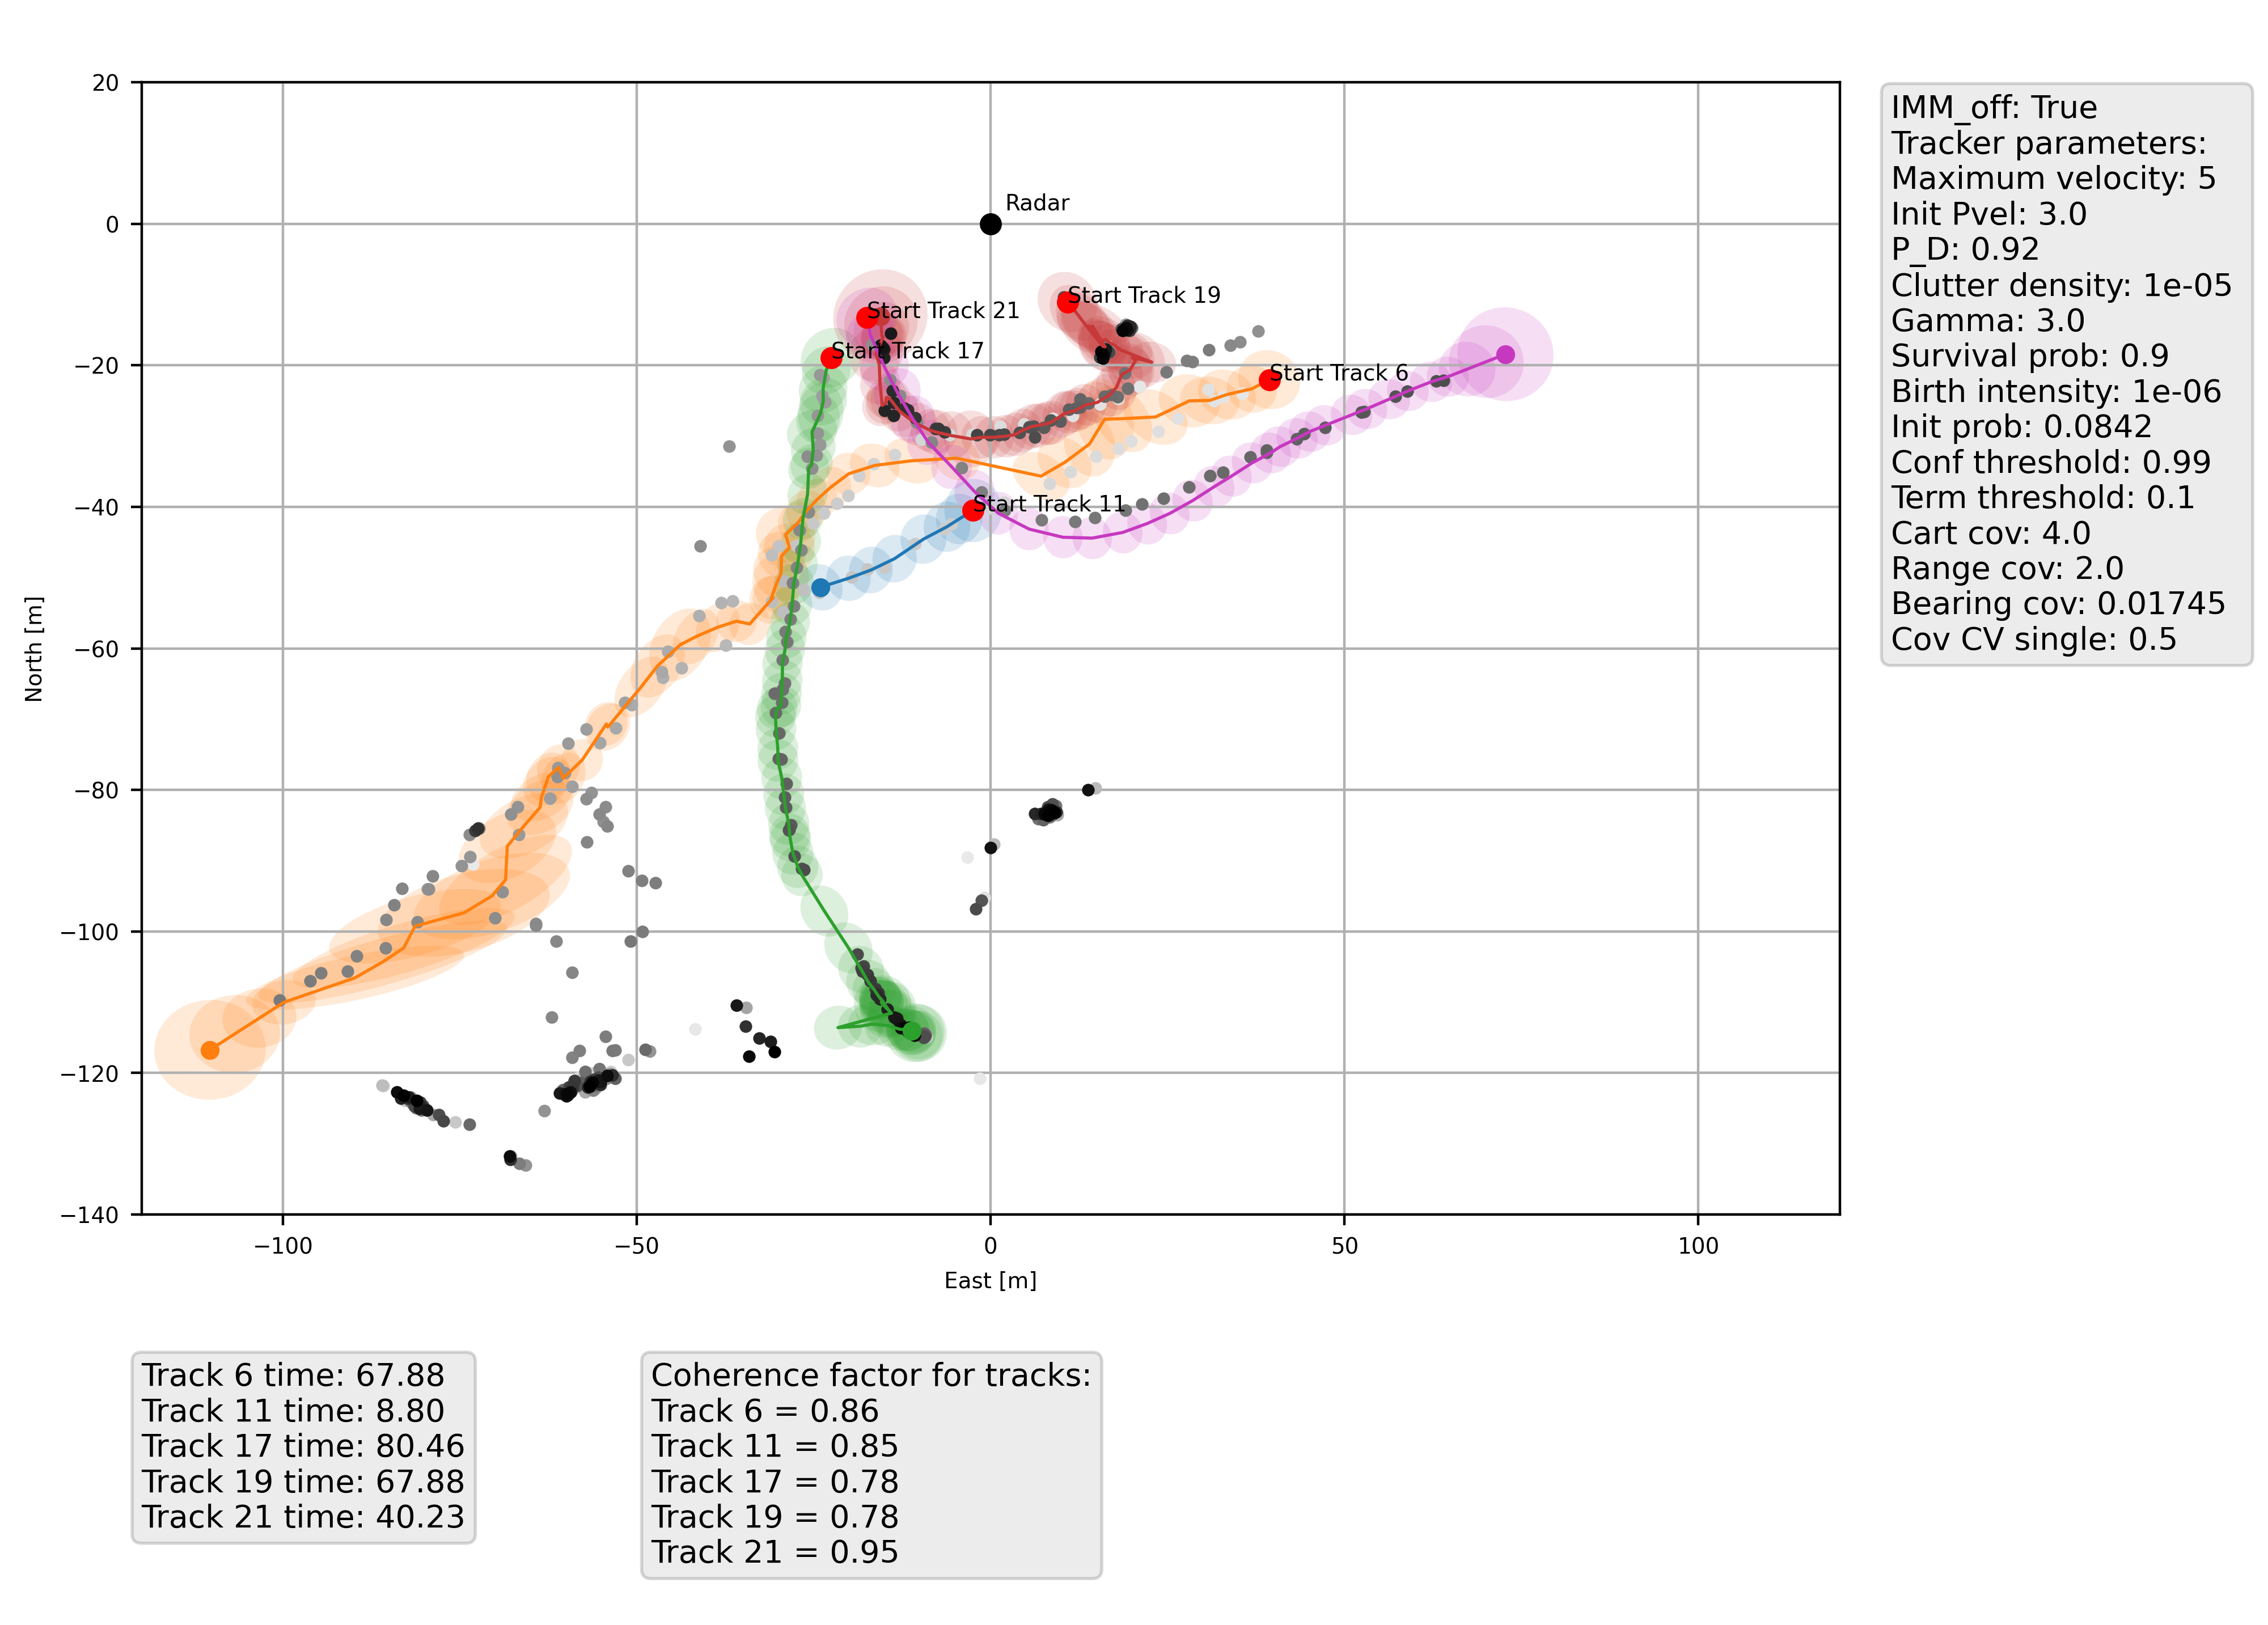 20
0
−20
−40
−60
−80
−100
−120
−140
North [m]
−100
−50
0
50
100
East [m]
Radar
Start Track 19
Start Track 21
Start Track 17
Start Track 6
Start Track 11
IMM_off: True
Tracker parameters:
Maximum velocity: 5
Init Pvel: 3.0
P_D: 0.92
Clutter density: 1e-05
Gamma: 3.0
Survival prob: 0.9
Birth intensity: 1e-06
Init prob: 0.0842
Conf threshold: 0.99
Term threshold: 0.1
Cart cov: 4.0
Range cov: 2.0
Bearing cov: 0.01745
Cov CV single: 0.5
Track 6 time: 67.88
Track 11 time: 8.80
Track 17 time: 80.46
Track 19 time: 67.88
Track 21 time: 40.23
Coherence factor for tracks:
Track 6 = 0.86
Track 11 = 0.85
Track 17 = 0.78
Track 19 = 0.78
Track 21 = 0.95